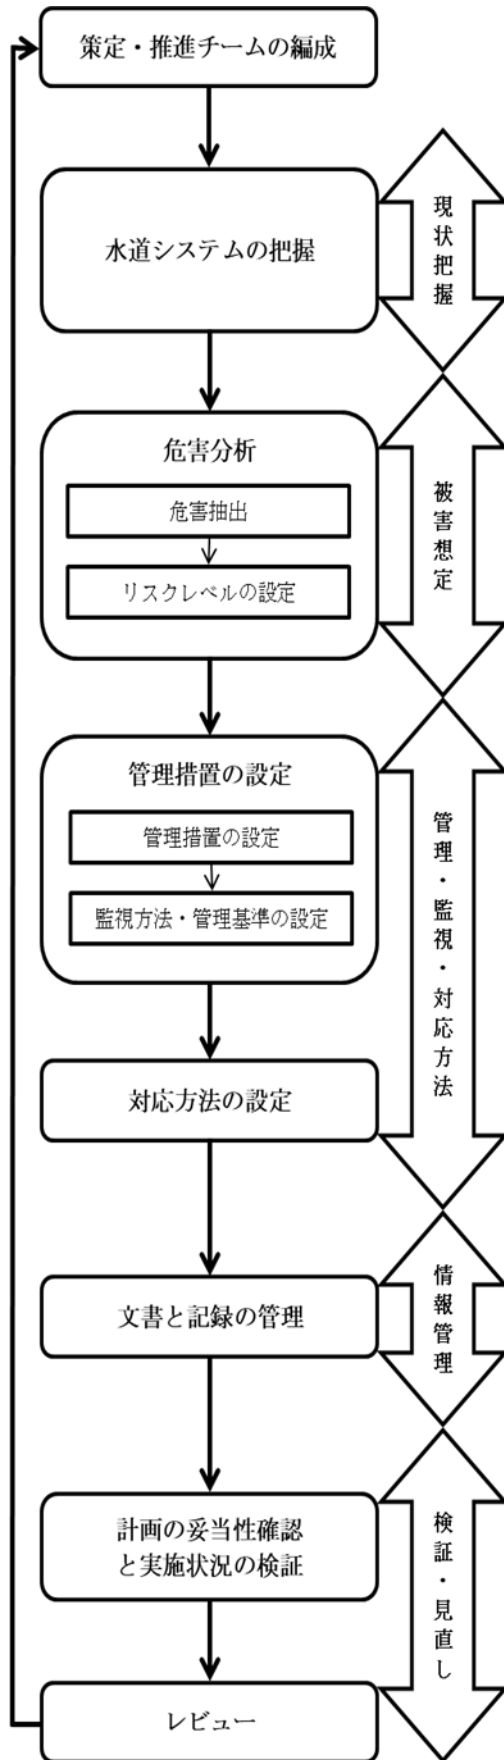 策定・推進チームの編成
水道システムの把握
現状把握
危害分析
危害抽出
リスクレベルの設定
被害想定
管理措置の設定
管理措置の設定
監視方法・管理基準の設定
対応方法の設定
管理・監視・対応方法
文書と記録の管理
情報管理
計画の妥当性確認
と実施状況の検証
レビュー
検証・見直し